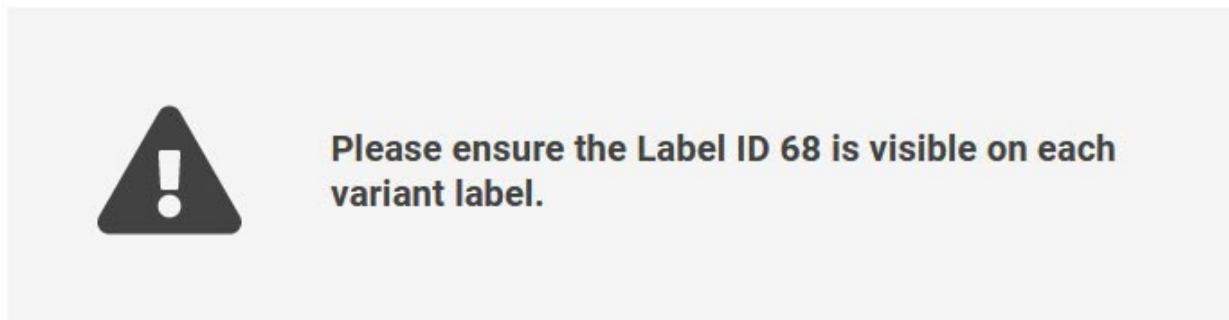 Please ensure the Label ID 68 is visible on each
variant label.